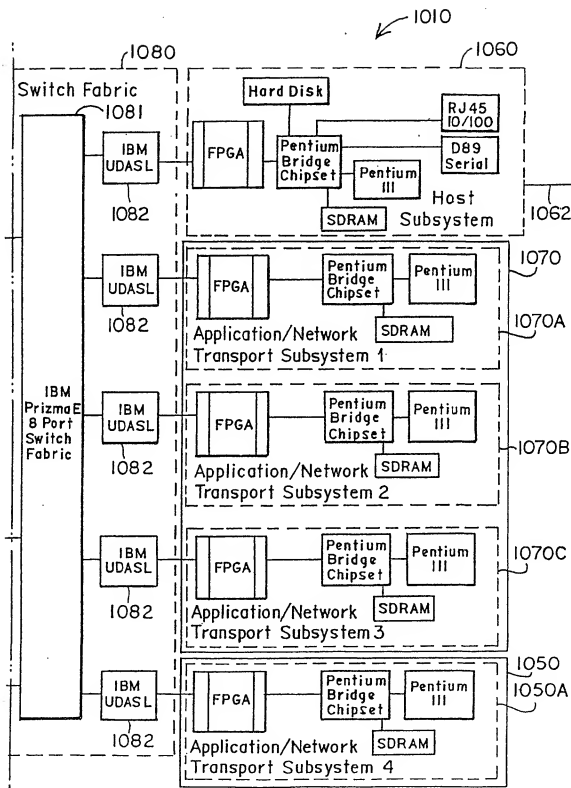 1010
1080
1060
Switch Fabric
1081
IBM
UDASL
1082
Hard Disk
FPGA
Pentium
Bridge
Chipset
RJ45
10/100
D89
Serial
Pentium
III
SDRAM
Host
Subsystem
1062
IBM
PrizmaE
8 Port
Switch
Fabric
IBM
UDASL
1082
FPGA
Pentium
Bridge
Chipset
Pentium
III
SDRAM
Application/Network
Transport Subsystem 1
1070
1070A
IBM
UDASL
1082
FPGA
Pentium
Bridge
Chipset
Pentium
III
SDRAM
Application/Network
Transport Subsystem 2
1070B
IBM
UDASL
1082
FPGA
Pentium
Bridge
Chipset
Pentium
III
SDRAM
Application/Network
Transport Subsystem 3
1070C
IBM
UDASL
1082
FPGA
Pentium
Bridge
Chipset
Pentium
III
SDRAM
Application/Network
Transport Subsystem 4
1050
1050A